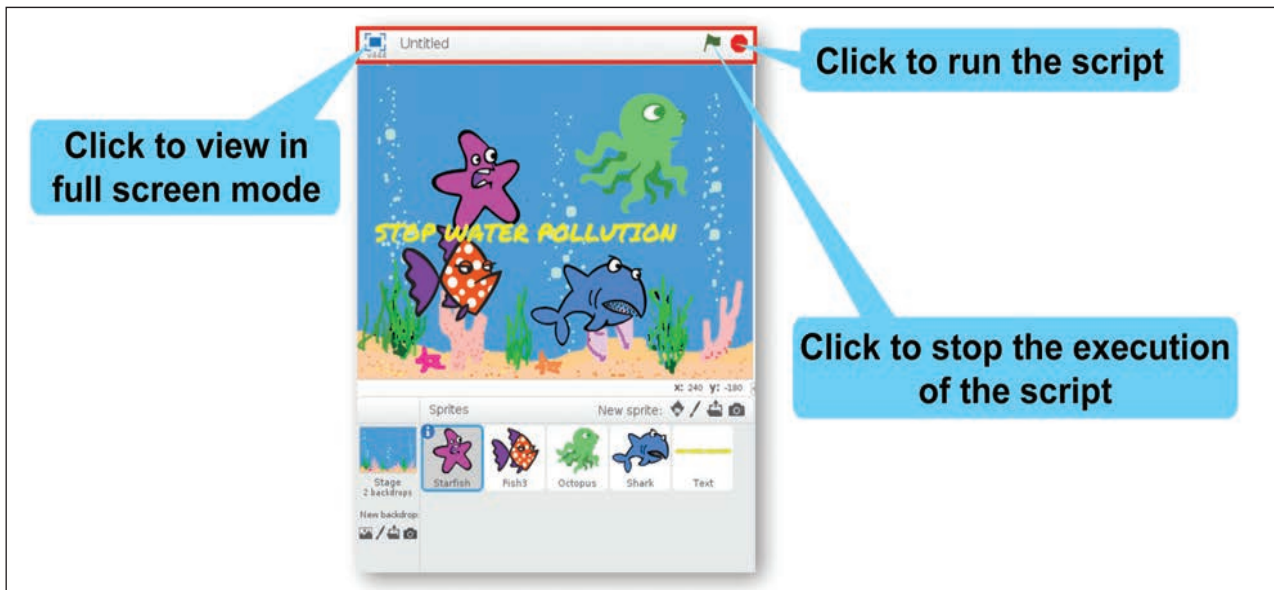 Untitled
Click to run the script
Click to view in
full screen mode
STOP WATER POLLUTION
Click to stop the execution
of the script
x: 240 y: -180
Sprites
New sprite:
Stage
2 backdrops
Starfish
Fish3
Octopus
Shark
Text
New backdrop: